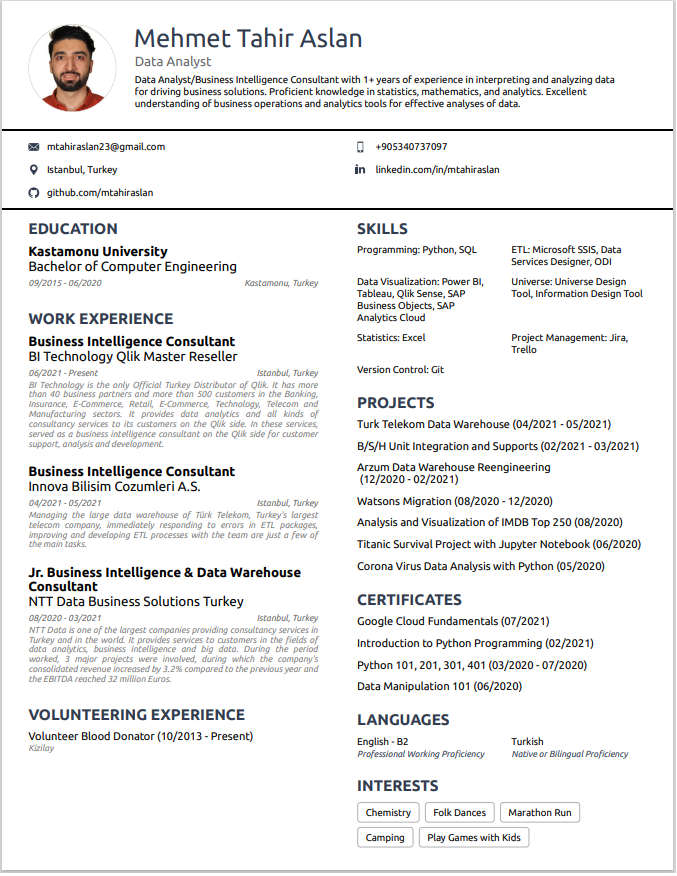 Mehmet Tahir Aslan
Data Analyst
Data Analyst/Business Intelligence Consultant with 1+ years of experience in interpreting and analyzing data
for driving business solutions. Proficient knowledge in statistics, mathematics, and analytics. Excellent
understanding of business operations and analytics tools for effective analyses of data.
mtahiraslan23@gmail.com
+905340737097
Istanbul, Turkey
linkedin.com/in/mtahiraslan
github.com/mtahiraslan
EDUCATION
Kastamonu University
Bachelor of Computer Engineering
09/2015 - 06/2020 Kastamonu, Turkey
WORK EXPERIENCE
Business Intelligence Consultant
BI Technology Qlik Master Reseller
06/2021 - Present Istanbul, Turkey
BI Technology is the only Official Turkey Distributor of Qlik. It has more
than 40 business partners and more than 500 customers in the Banking,
Insurance, E-Commerce, Retail, E-Commerce, Technology, Telecom and
Manufacturing sectors. It provides data analytics and all kinds of
consultancy services to its customers on the Qlik side. In these services,
served as a business intelligence consultant on the Qlik side for customer
support, analysis and development.
Business Intelligence Consultant
Innova Bilisim Cozumleri A.S.
04/2021 - 05/2021 Istanbul, Turkey
Managing the large data warehouse of Türk Telekom, Turkey's largest
telecom company, immediately responding to errors in ETL packages,
improving and developing ETL processes with the team are just a few of
the main tasks.
Jr. Business Intelligence & Data Warehouse
Consultant
NTT Data Business Solutions Turkey
08/2020 - 03/2021 Istanbul, Turkey
NTT Data is one of the largest companies providing consultancy services in
Turkey and in the world. It provides services to customers in the fields of
data analytics, business intelligence and big data. During the period
worked, 3 major projects were involved, during which the company's
consolidated revenue increased by 3.2% compared to the previous year and
the EBITDA reached 32 million Euros.
VOLUNTEERING EXPERIENCE
Volunteer Blood Donator (10/2013 - Present)
Kizilay
SKILLS
Programming: Python, SQL
ETL: Microsoft SSIS, Data
Services Designer, ODI
Data Visualization: Power BI,
Tableau, Qlik Sense, SAP
Business Objects, SAP
Analytics Cloud
Universe: Universe Design
Tool, Information Design Tool
Statistics: Excel
Project Management: Jira,
Trello
Version Control: Git
PROJECTS
Turk Telekom Data Warehouse (04/2021 - 05/2021)
B/S/H Unit Integration and Supports (02/2021 - 03/2021)
Arzum Data Warehouse Reengineering
(12/2020 - 02/2021)
Watsons Migration (08/2020 - 12/2020)
Analysis and Visualization of IMDB Top 250 (08/2020)
Titanic Survival Project with Jupyter Notebook (06/2020)
Corona Virus Data Analysis with Python (05/2020)
CERTIFICATES
Google Cloud Fundamentals (07/2021)
Introduction to Python Programming (02/2021)
Python 101, 201, 301, 401 (03/2020 - 07/2020)
Data Manipulation 101 (06/2020)
LANGUAGES
English - B2
Professional Working Proficiency
Turkish
Native or Bilingual Proficiency
INTERESTS
Chemistry Folk Dances Marathon Run
Camping Play Games with Kids